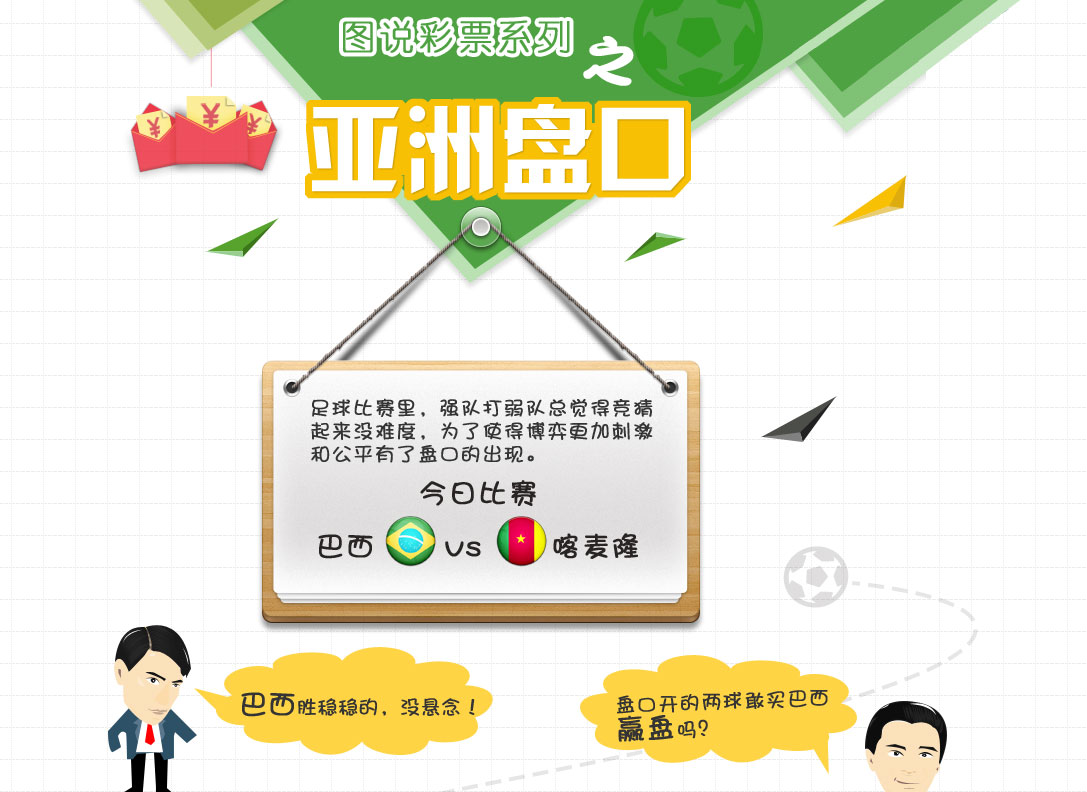 图说彩票系列
之
亚洲盘口
¥ ¥ ¥
足球比赛里，强队打弱队总觉得竞猜
起来没难度，为了使得博弈更加刺激
和公平有了盘口的出现。
今日比赛
巴西 vs 喀麦隆
巴西胜稳稳的，没悬念！
盘口开的两球敢买巴西
赢盘吗？